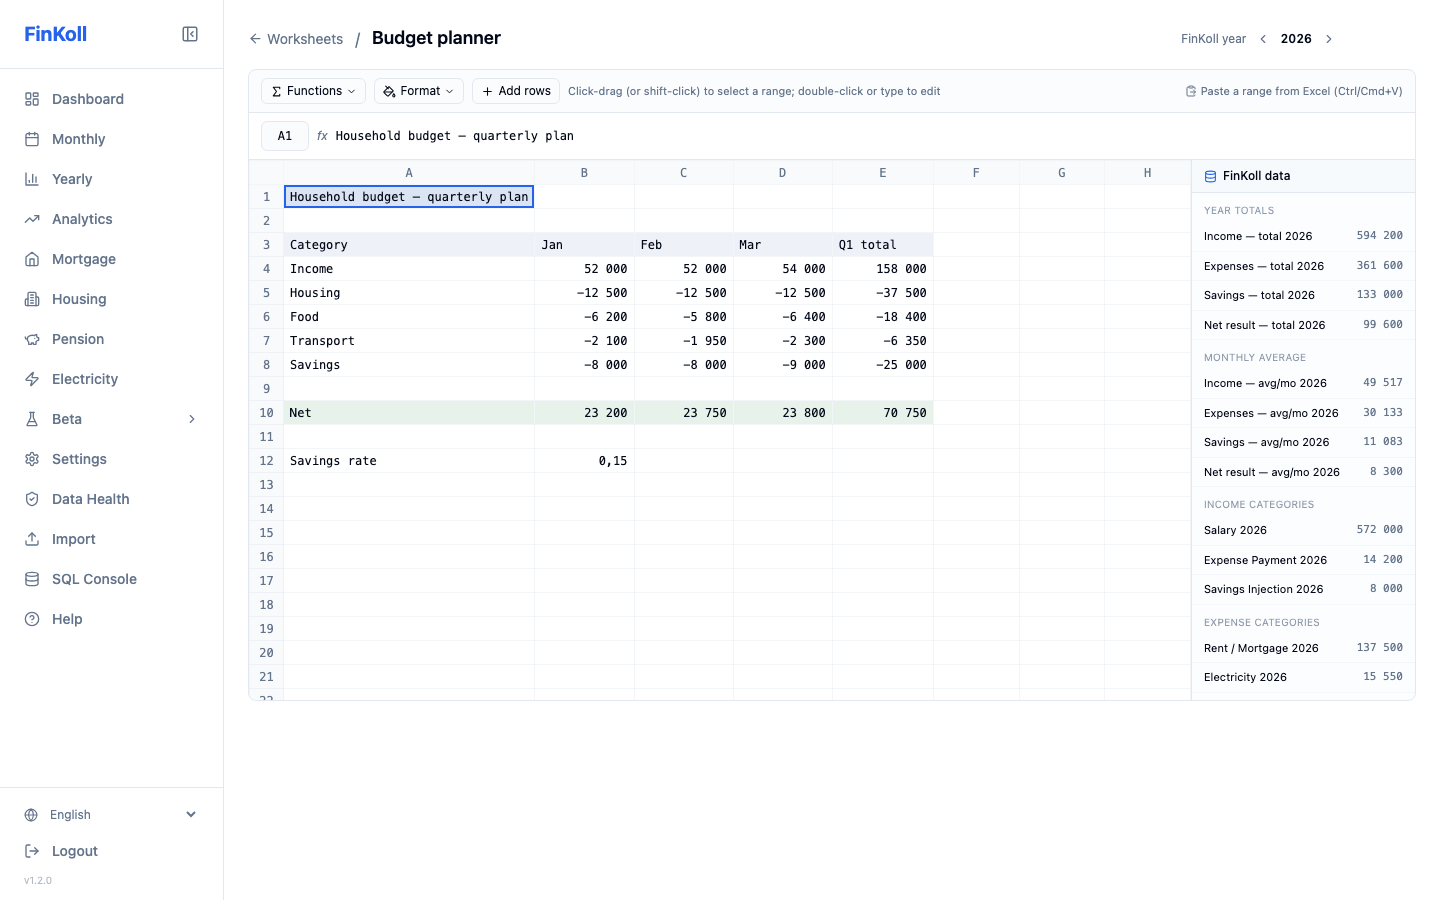 FinKoll
Dashboard
Monthly
Yearly
Analytics
Mortgage
Housing
Pension
Electricity
Beta
Settings
Data Health
Import
SQL Console
Help
English
Logout
v1.2.0
Worksheets / Budget planner
FinKoll year 2026
Functions Format Add rows Click-drag (or shift-click) to select a range; double-click or type to edit Paste a range from Excel (Ctrl/Cmd+V)
A1 fx Household budget – quarterly plan
A B C D E F G H
1 Household budget – quarterly plan
2
3 Category Jan Feb Mar Q1 total
4 Income 52 000 52 000 54 000 158 000
5 Housing −12 500 −12 500 −12 500 −37 500
6 Food −6 200 −5 800 −6 400 −18 400
7 Transport −2 100 −1 950 −2 300 −6 350
8 Savings −8 000 −8 000 −9 000 −25 000
9
10 Net 23 200 23 750 23 800 70 750
11
12 Savings rate 0,15
13
14
15
16
17
18
19
20
21
22
FinKoll data
YEAR TOTALS
Income — total 2026 594 200
Expenses — total 2026 361 600
Savings — total 2026 133 000
Net result — total 2026 99 600
MONTHLY AVERAGE
Income — avg/mo 2026 49 517
Expenses — avg/mo 2026 30 133
Savings — avg/mo 2026 11 083
Net result — avg/mo 2026 8 300
INCOME CATEGORIES
Salary 2026 572 000
Expense Payment 2026 14 200
Savings Injection 2026 8 000
EXPENSE CATEGORIES
Rent / Mortgage 2026 137 500
Electricity 2026 15 550